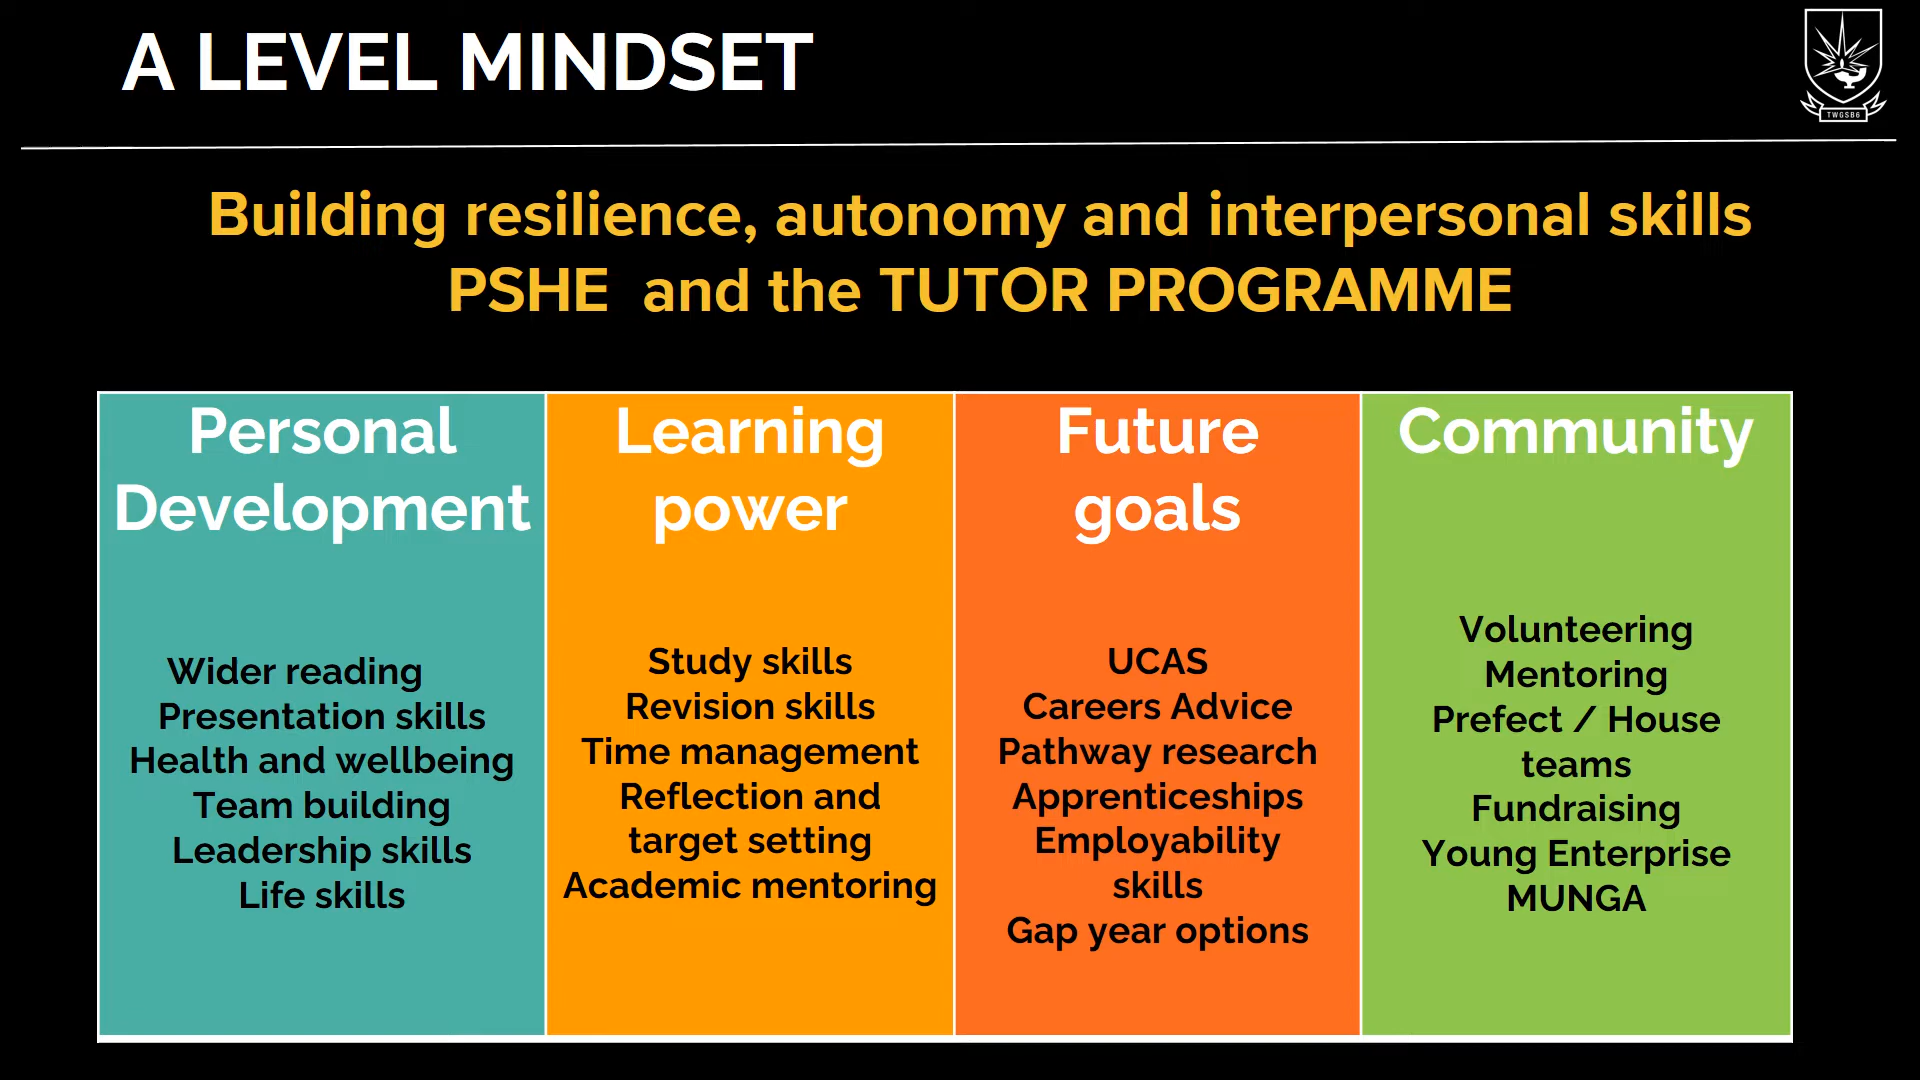 A LEVEL MINDSET
TWGSB6
Building resilience, autonomy and interpersonal skills
PSHE and the TUTOR PROGRAMME
Personal
Development
Wider reading
Presentation skills
Health and wellbeing
Team building
Leadership skills
Life skills
Learning
power
Study skills
Revision skills
Time management
Reflection and
target setting
Academic mentoring
Future
goals
UCAS
Careers Advice
Pathway research
Apprenticeships
Employability
skills
Gap year options
Community
Volunteering
Mentoring
Prefect / House
teams
Fundraising
Young Enterprise
MUNGA